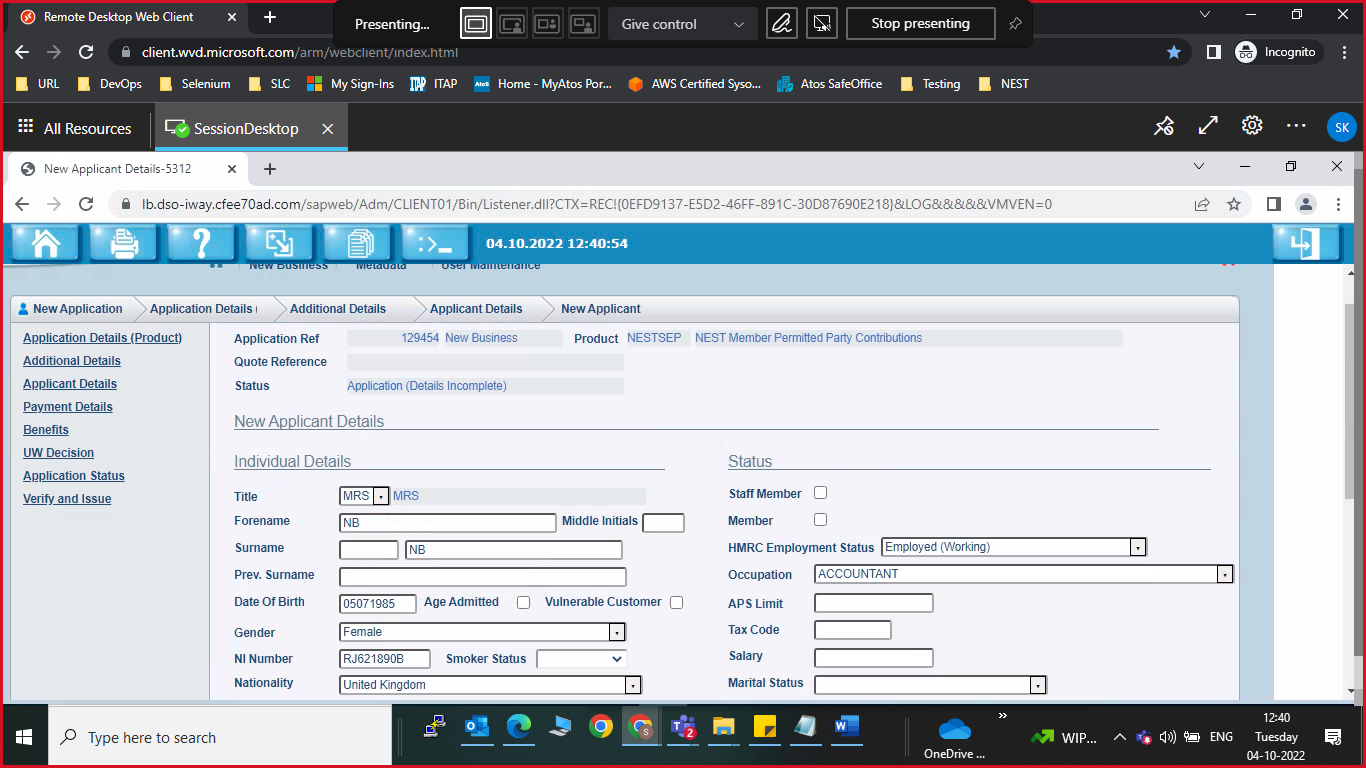 Remote Desktop Web Client
Presenting...
Give control
Stop presenting
client.wvd.microsoft.com/arm/webclient/index.html
Incognito
URL DevOps Selenium SLC My Sign-Ins ITAP Home - MyAtos Por... AWS Certified Syso... Atos SafeOffice Testing NEST
All Resources
SessionDesktop
SK
New Applicant Details-5312
lb.dso-iway.cfee70ad.com/sapweb/Adm/CLIENT01/Bin/Listener.dll?CTX=REC!{0EFD9137-E5D2-46FF-891C-30D87690E218}&LOG&&&&&VMVEN=0
04.10.2022 12:40:54
New Business Metadata User Maintenance
New Application Application Details ( Additional Details Applicant Details New Applicant
Application Details (Product)
Additional Details
Applicant Details
Payment Details
Benefits
UW Decision
Application Status
Verify and Issue
Application Ref 129454 New Business Product NESTSEP NEST Member Permitted Party Contributions
Quote Reference
Status Application (Details Incomplete)
New Applicant Details
Individual Details
Title MRS MRS
Forename NB Middle Initials
Surname NB
Prev. Surname
Date Of Birth 05071985 Age Admitted Vulnerable Customer
Gender Female
NI Number RJ621890B Smoker Status
Nationality United Kingdom
Status
Staff Member
Member
HMRC Employment Status Employed (Working)
Occupation ACCOUNTANT
APS Limit
Tax Code
Salary
Marital Status
Type here to search
OneDrive ...
WIP...
ENG
12:40
Tuesday
04-10-2022